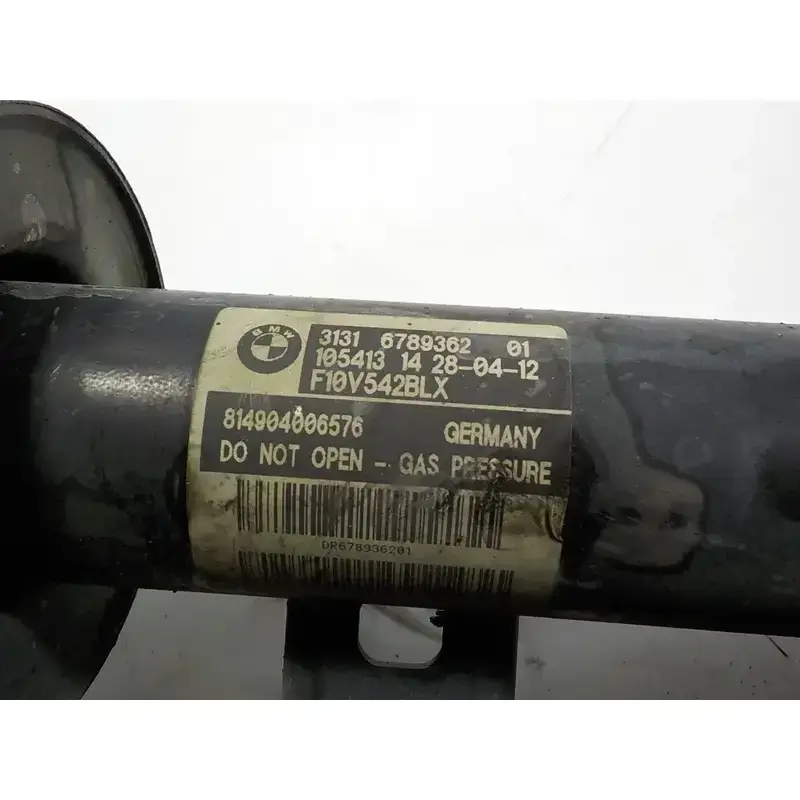 BMW
3131 6789362 01
105413 14 28-04-12
F10V542BLX
814904006576 GERMANY
DO NOT OPEN - GAS PRESSURE
DR678936201